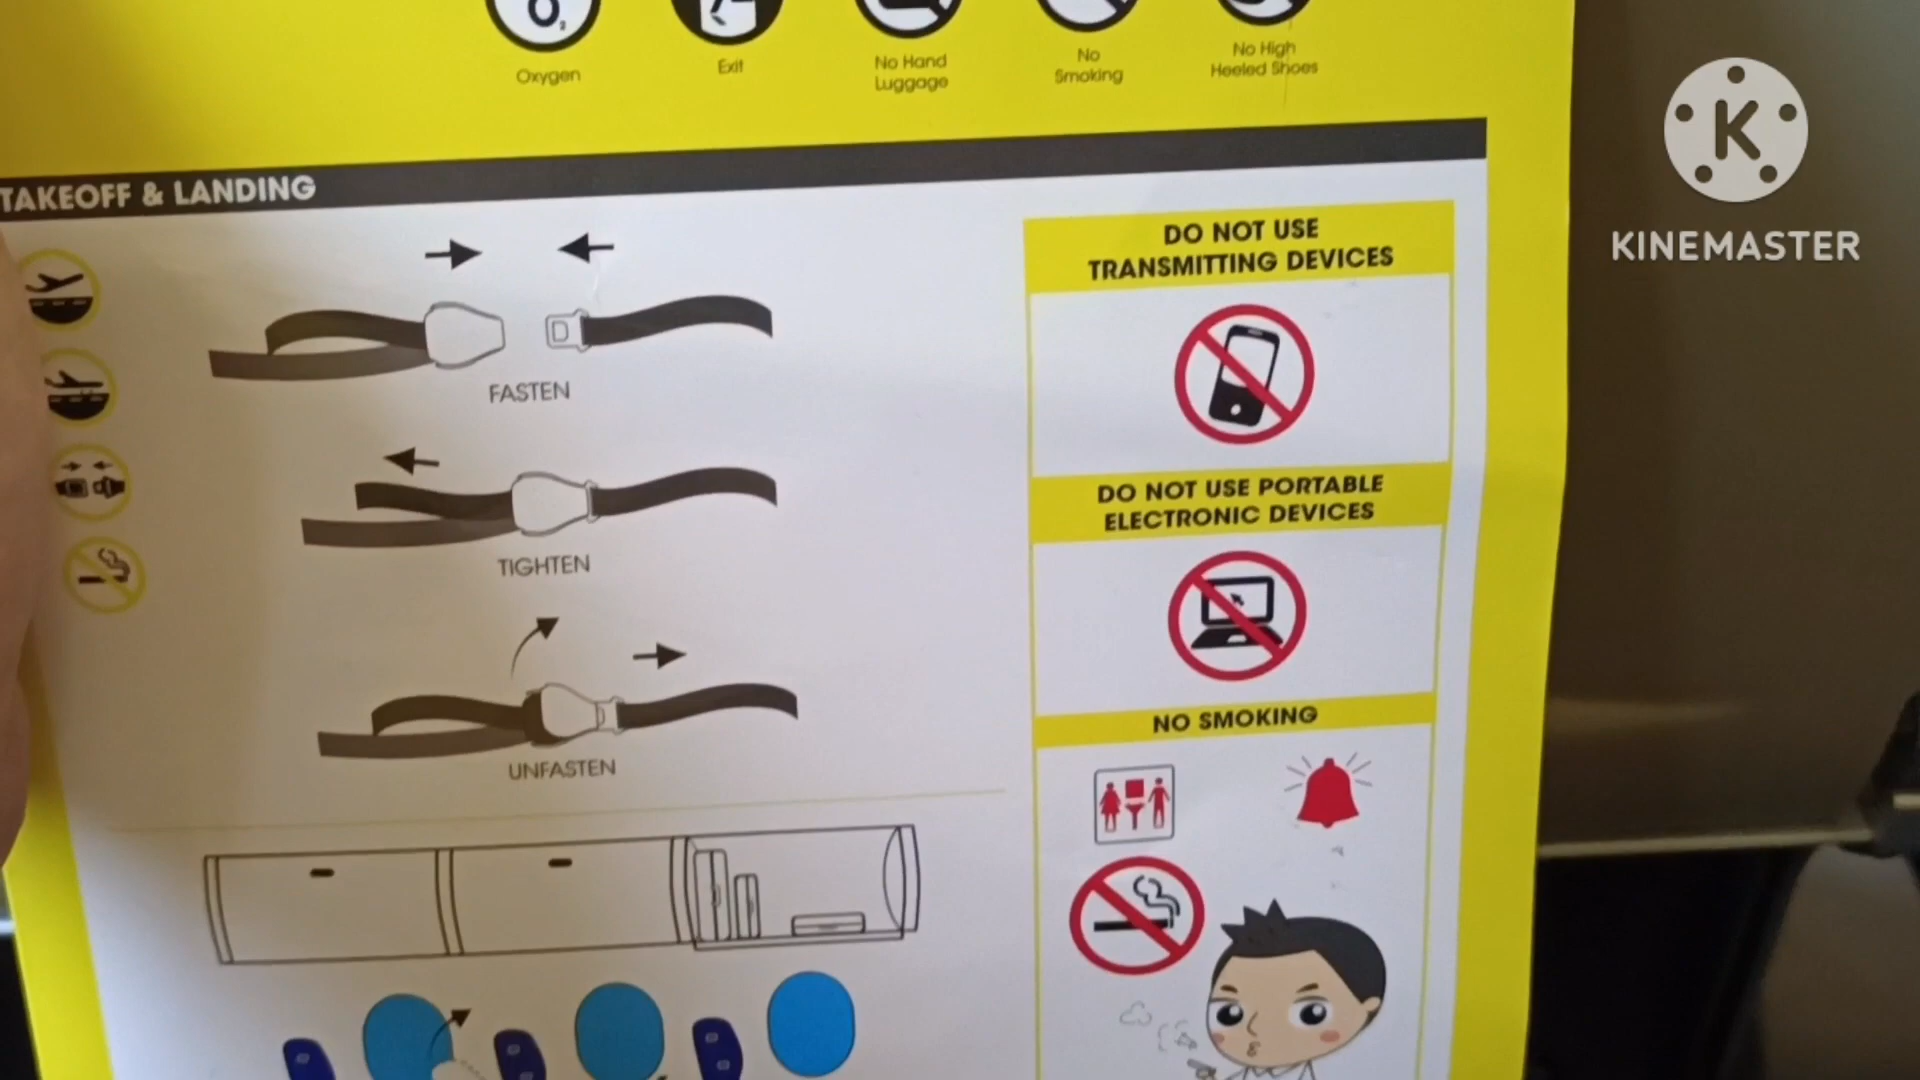 O₂
Oxygen
Exit
No Hand
Luggage
No
Smoking
No High
Heeled Shoes
TAKEOFF & LANDING
FASTEN
TIGHTEN
UNFASTEN
DO NOT USE
TRANSMITTING DEVICES
DO NOT USE PORTABLE
ELECTRONIC DEVICES
NO SMOKING
K
KINEMASTER